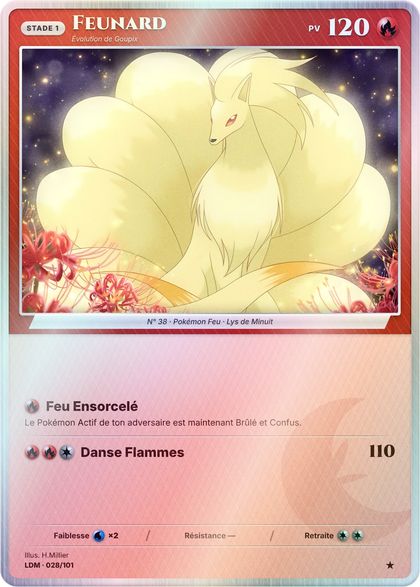 STADE 1
FEUNARD
Évolution de Goupix
PV 120
N° 38 · Pokémon Feu · Lys de Minuit
Feu Ensorcelé
Le Pokémon Actif de ton adversaire est maintenant Brûlé et Confus.
Danse Flammes 110
Faiblesse ×2 / Résistance — / Retraite
Illus. H.Millier
LDM · 028/101